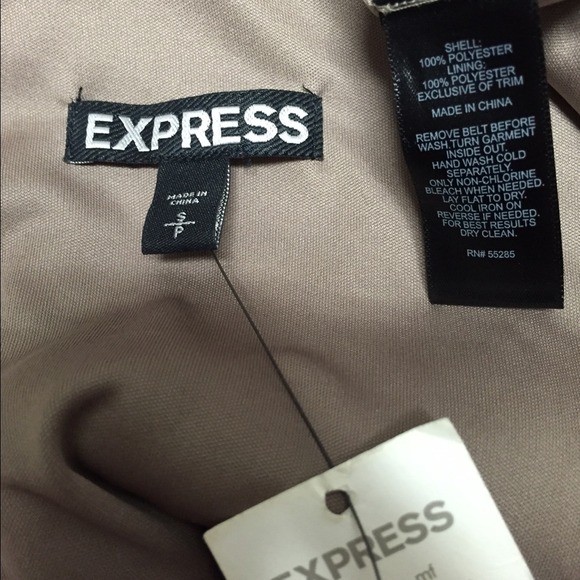 EXPRESS
MADE IN
CHINA
S
P
SHELL:
100% POLYESTER
LINING:
100% POLYESTER
EXCLUSIVE OF TRIM
MADE IN CHINA
REMOVE BELT BEFORE
WASH.TURN GARMENT
INSIDE OUT.
HAND WASH COLD
SEPARATELY.
ONLY NON-CHLORINE
BLEACH WHEN NEEDED.
LAY FLAT TO DRY.
COOL IRON ON
REVERSE IF NEEDED.
FOR BEST RESULTS
DRY CLEAN.
RN# 55285
EXPRESS
mf